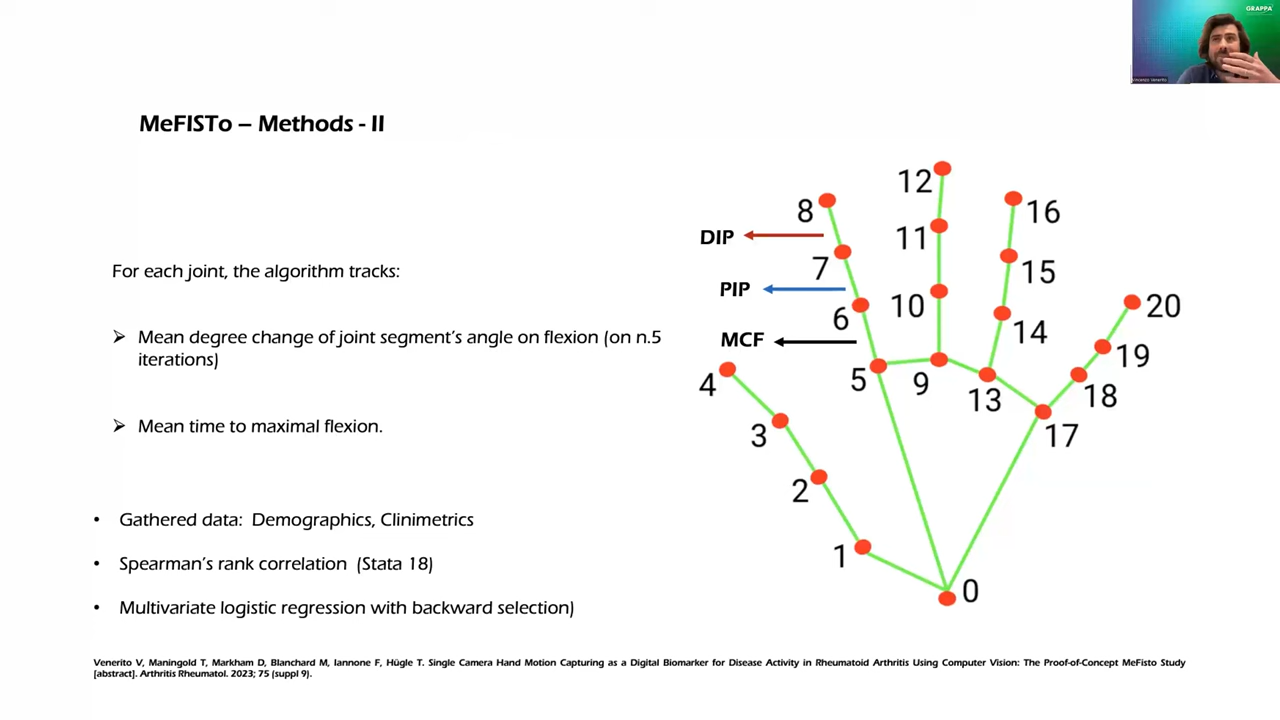 GRAPPA
Vincenzo Venerito
MeFISTo – Methods - II
For each joint, the algorithm tracks:
➢ Mean degree change of joint segment’s angle on flexion (on n.5
iterations)
➢ Mean time to maximal flexion.
• Gathered data: Demographics, Clinimetrics
• Spearman’s rank correlation (Stata 18)
• Multivariate logistic regression with backward selection)
DIP
PIP
MCF
0
1
2
3
4
5
6
7
8
9
10
11
12
13
14
15
16
17
18
19
20
Venerito V, Maningold T, Markham D, Blanchard M, Iannone F, Hügle T. Single Camera Hand Motion Capturing as a Digital Biomarker for Disease Activity in Rheumatoid Arthritis Using Computer Vision: The Proof-of-Concept MeFisto Study
[abstract]. Arthritis Rheumatol. 2023; 75 (suppl 9).